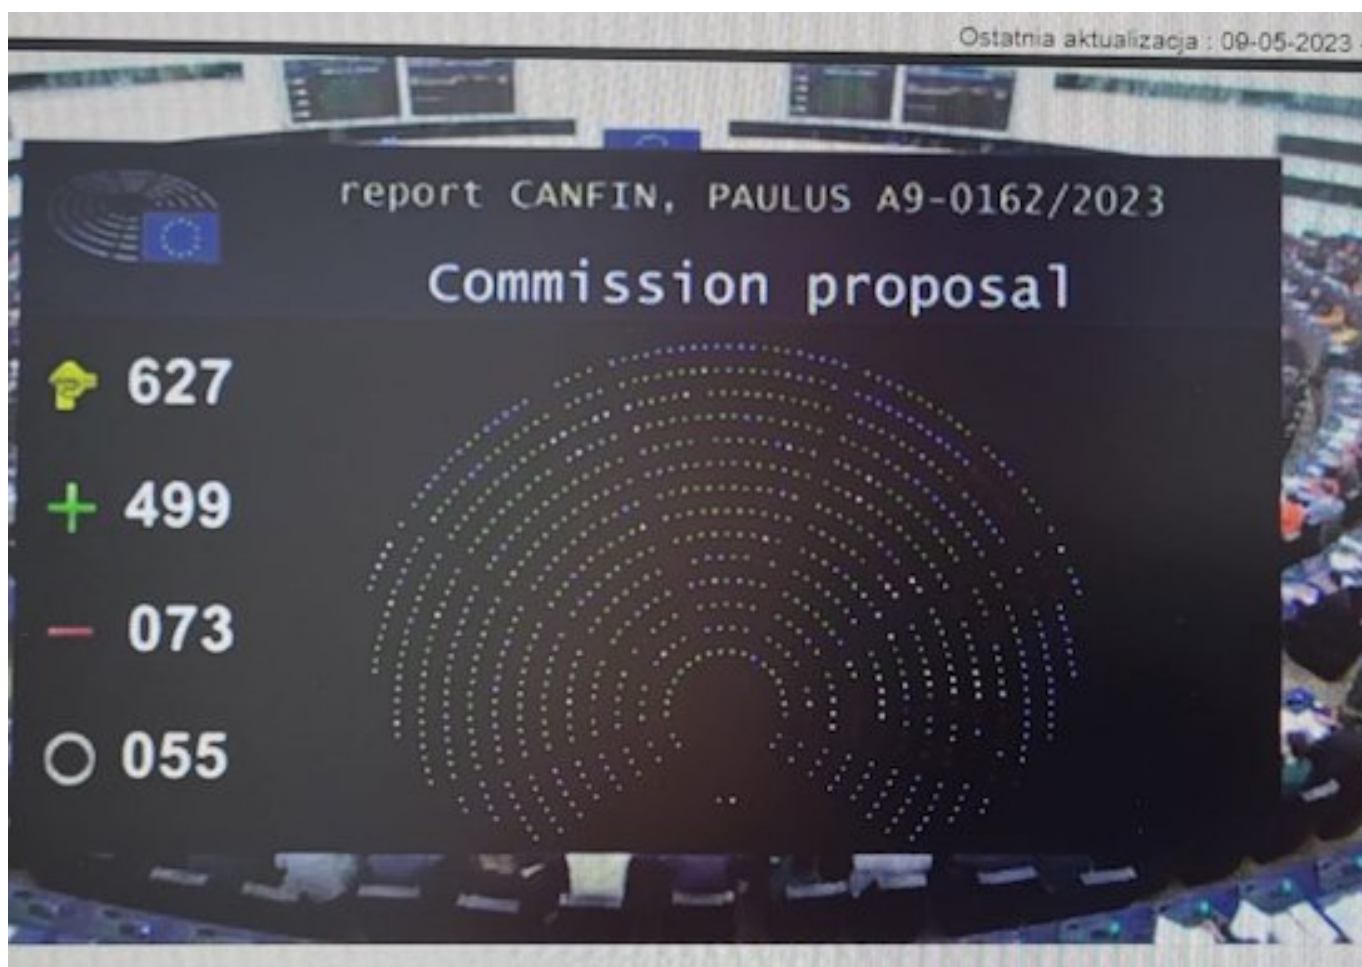 Ostatnia aktualizacja : 09-05-2023
report CANFIN, PAULUS A9-0162/2023
Commission proposal
627
499
073
055